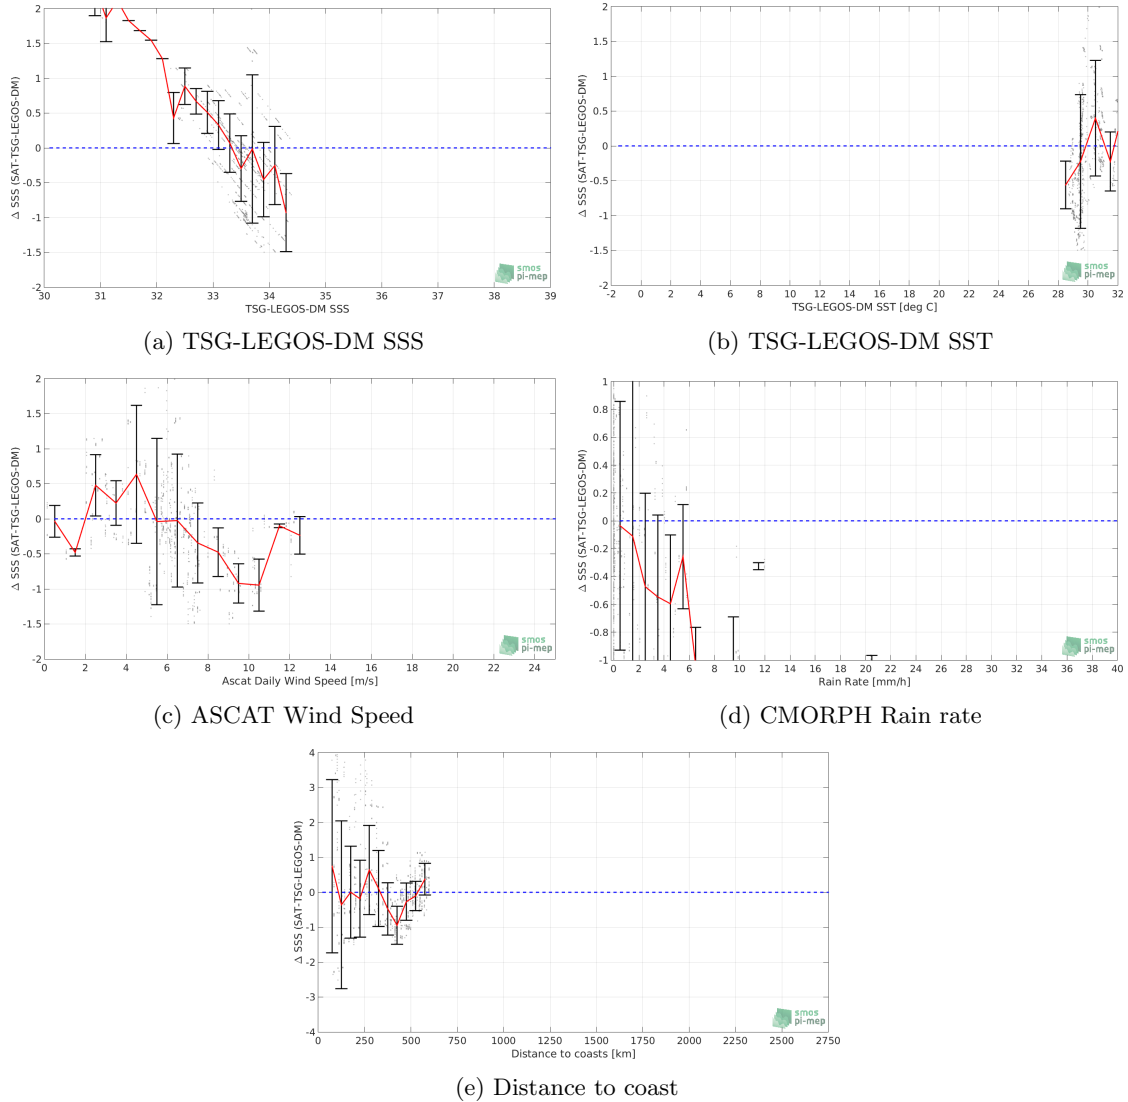 2
1.5
1
0.5
0
-0.5
-1
-1.5
-2
Δ SSS (SAT-TSG-LEGOS-DM)
30 31 32 33 34 35 36 37 38 39
TSG-LEGOS-DM SSS
smos
pi-mep
(a) TSG-LEGOS-DM SSS
2
1.5
1
0.5
0
-0.5
-1
-1.5
-2
Δ SSS (SAT-TSG-LEGOS-DM)
-2 0 2 4 6 8 10 12 14 16 18 20 22 24 26 28 30 32
TSG-LEGOS-DM SST [deg C]
smos
pi-mep
(b) TSG-LEGOS-DM SST
2
1.5
1
0.5
0
-0.5
-1
-1.5
-2
Δ SSS (SAT-TSG-LEGOS-DM)
0 2 4 6 8 10 12 14 16 18 20 22 24
Ascat Daily Wind Speed [m/s]
smos
pi-mep
(c) ASCAT Wind Speed
1
0.8
0.6
0.4
0.2
0
-0.2
-0.4
-0.6
-0.8
-1
Δ SSS (SAT-TSG-LEGOS-DM)
0 2 4 6 8 10 12 14 16 18 20 22 24 26 28 30 32 34 36 38 40
Rain Rate [mm/h]
smos
pi-mep
(d) CMORPH Rain rate
4
3
2
1
0
-1
-2
-3
-4
Δ SSS (SAT-TSG-LEGOS-DM)
0 250 500 750 1000 1250 1500 1750 2000 2250 2500 2750
Distance to coasts [km]
smos
pi-mep
(e) Distance to coast